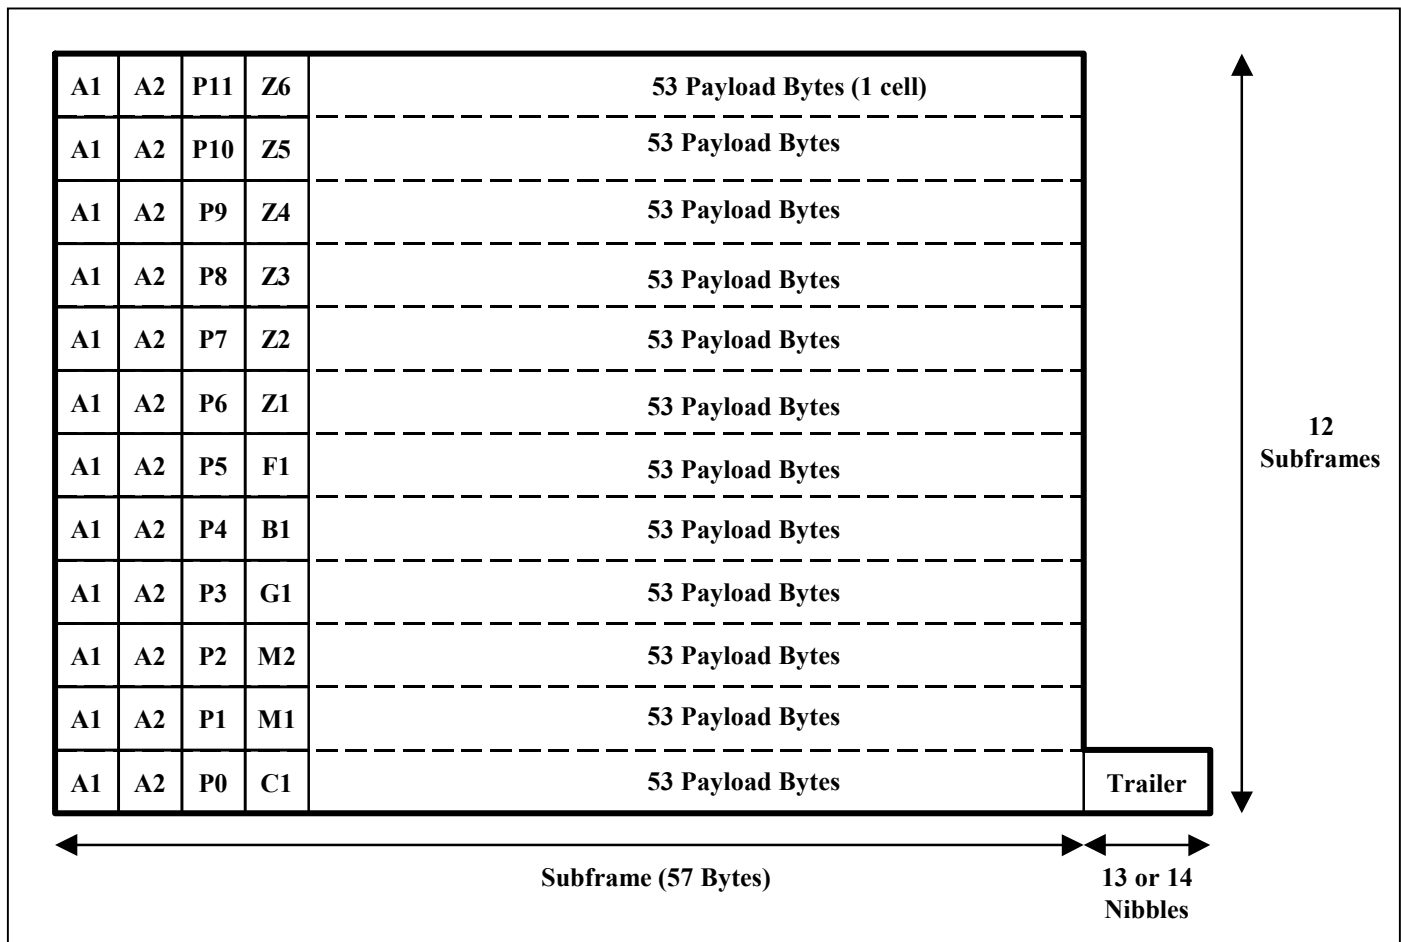 A1 A2 P11 Z6 53 Payload Bytes (1 cell)
A1 A2 P10 Z5 53 Payload Bytes
A1 A2 P9 Z4 53 Payload Bytes
A1 A2 P8 Z3 53 Payload Bytes
A1 A2 P7 Z2 53 Payload Bytes
A1 A2 P6 Z1 53 Payload Bytes
12
Subframes
A1 A2 P5 F1 53 Payload Bytes
A1 A2 P4 B1 53 Payload Bytes
A1 A2 P3 G1 53 Payload Bytes
A1 A2 P2 M2 53 Payload Bytes
A1 A2 P1 M1 53 Payload Bytes
A1 A2 P0 C1 53 Payload Bytes Trailer
Subframe (57 Bytes)
13 or 14
Nibbles